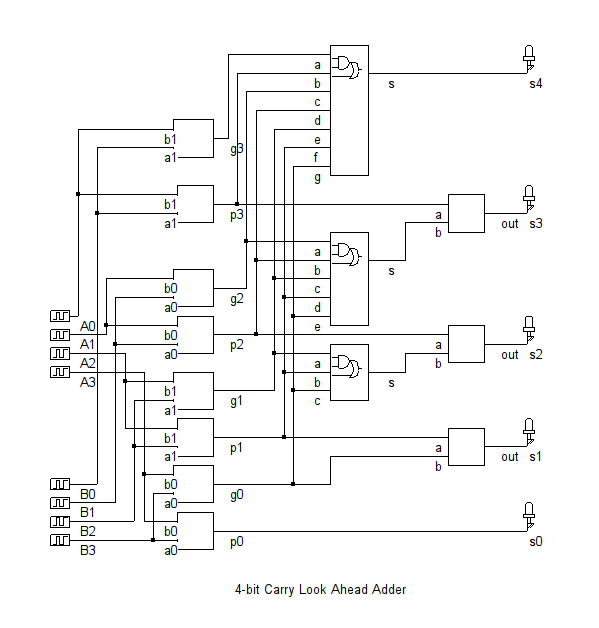 s4
a
b
s
c
d
e
f
g
b1
a1
g3
b1
a1
p3
a
b
out s3
a
b
s
c
d
e
b0
a0
g2
A0
b0
a0
p2
A1
a
b
out s2
A2
a
b
s
c
A3
b1
a1
g1
b1
a1
p1
a
b
out s1
b0
a0
g0
B0
B1
b0
a0
p0
B2
s0
B3
4-bit Carry Look Ahead Adder